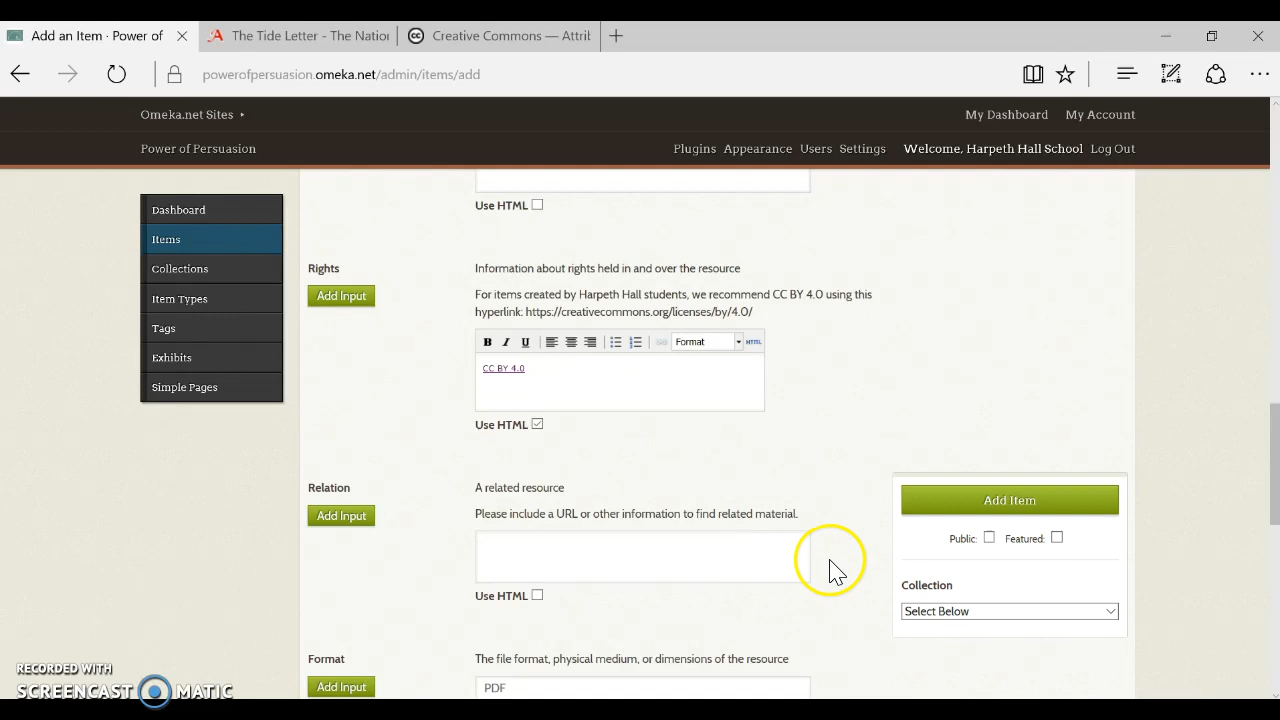 Add an Item · Power of
The Tide Letter - The Nation
Creative Commons — Attrib
powerofpersuasion.omeka.net/admin/items/add
Omeka.net Sites
My Dashboard My Account
Power of Persuasion
Plugins Appearance Users Settings Welcome, Harpeth Hall School Log Out
Dashboard
Items
Collections
Item Types
Tags
Exhibits
Simple Pages
Use HTML
Rights
Add Input
Information about rights held in and over the resource
For items created by Harpeth Hall students, we recommend CC BY 4.0 using this
hyperlink: https://creativecommons.org/licenses/by/4.0/
B I U Format HTML
CC BY 4.0
Use HTML
Relation
Add Input
A related resource
Please include a URL or other information to find related material.
Use HTML
Add Item
Public: Featured:
Collection
Select Below
Format
Add Input
The file format, physical medium, or dimensions of the resource
PDF
RECORDED WITH
SCREENCAST MATIC